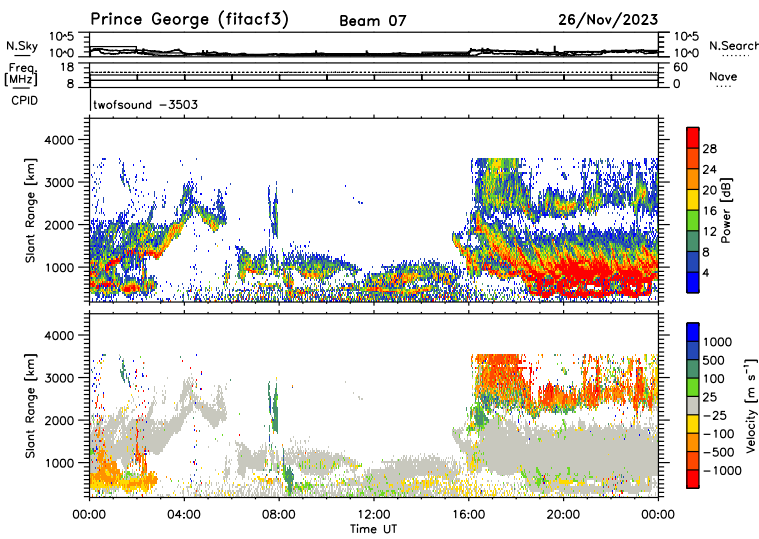 Prince George (fitacf3) Beam 07 26/Nov/2023
N.Sky 10^5 10^0 10^5 10^0 N.Search
Freq [MHz] 18 8 60 0 Nave
CPID twofsound −3503
Slant Range [km]
4000
3000
2000
1000
Power [dB]
28
24
20
16
12
8
4
Slant Range [km]
4000
3000
2000
1000
Velocity [m s⁻¹]
1000
500
100
25
−25
−100
−500
−1000
00:00 04:00 08:00 12:00 16:00 20:00 00:00
Time UT